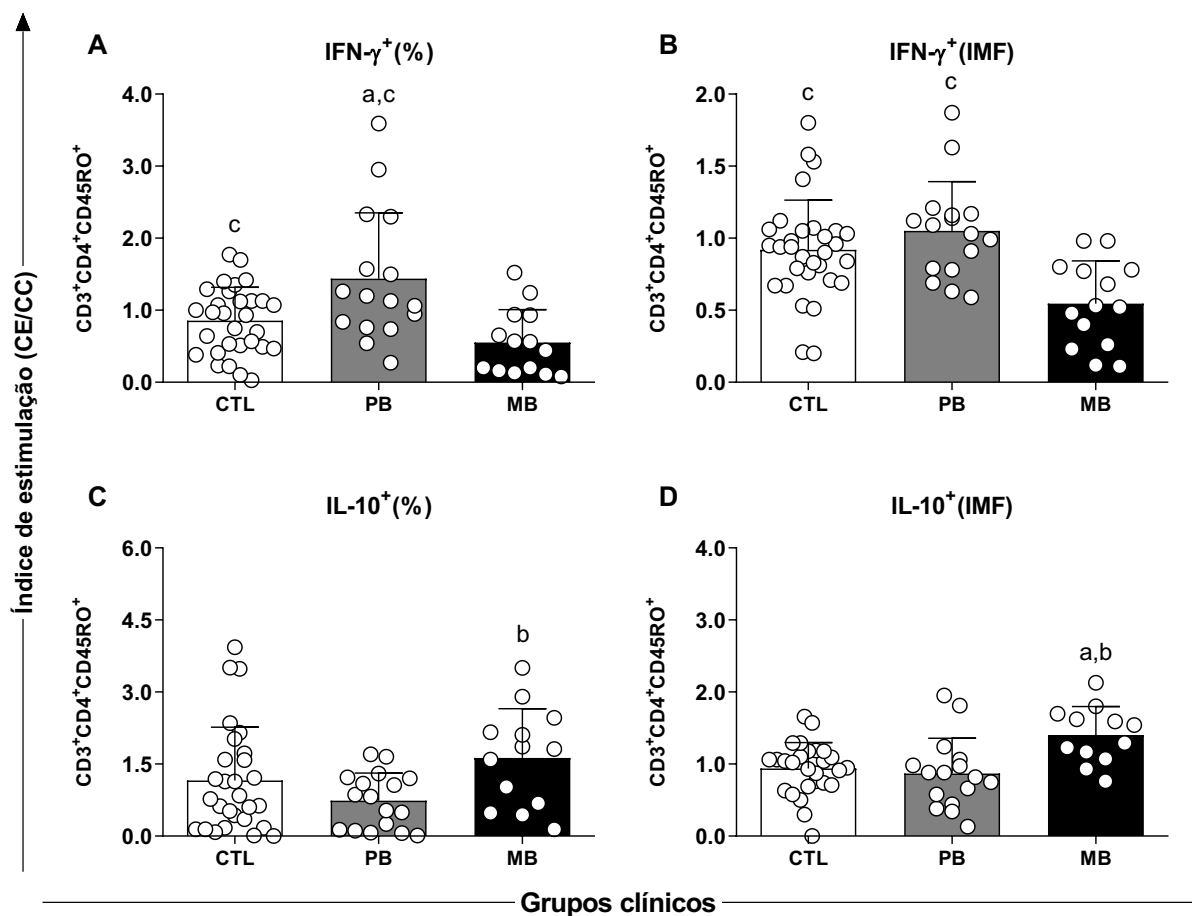 Índice de estimulação (CE/CC)
A
IFN-γ⁺(%)
CD3⁺CD4⁺CD45RO⁺
4.0
3.0
2.0
1.0
0.0
c
a,c
CTL PB MB
B
IFN-γ⁺(IMF)
CD3⁺CD4⁺CD45RO⁺
2.0
1.5
1.0
0.5
0.0
c
c
CTL PB MB
C
IL-10⁺(%)
CD3⁺CD4⁺CD45RO⁺
6.0
4.5
3.0
1.5
0.0
b
CTL PB MB
D
IL-10⁺(IMF)
CD3⁺CD4⁺CD45RO⁺
4.0
3.0
2.0
1.0
0.0
a,b
CTL PB MB
Grupos clínicos